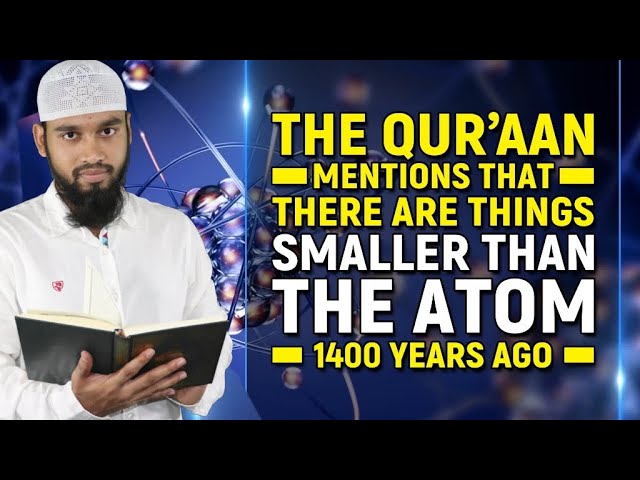 THE QUR'AAN
MENTIONS THAT
THERE ARE THINGS
SMALLER THAN
THE ATOM
1400 YEARS AGO